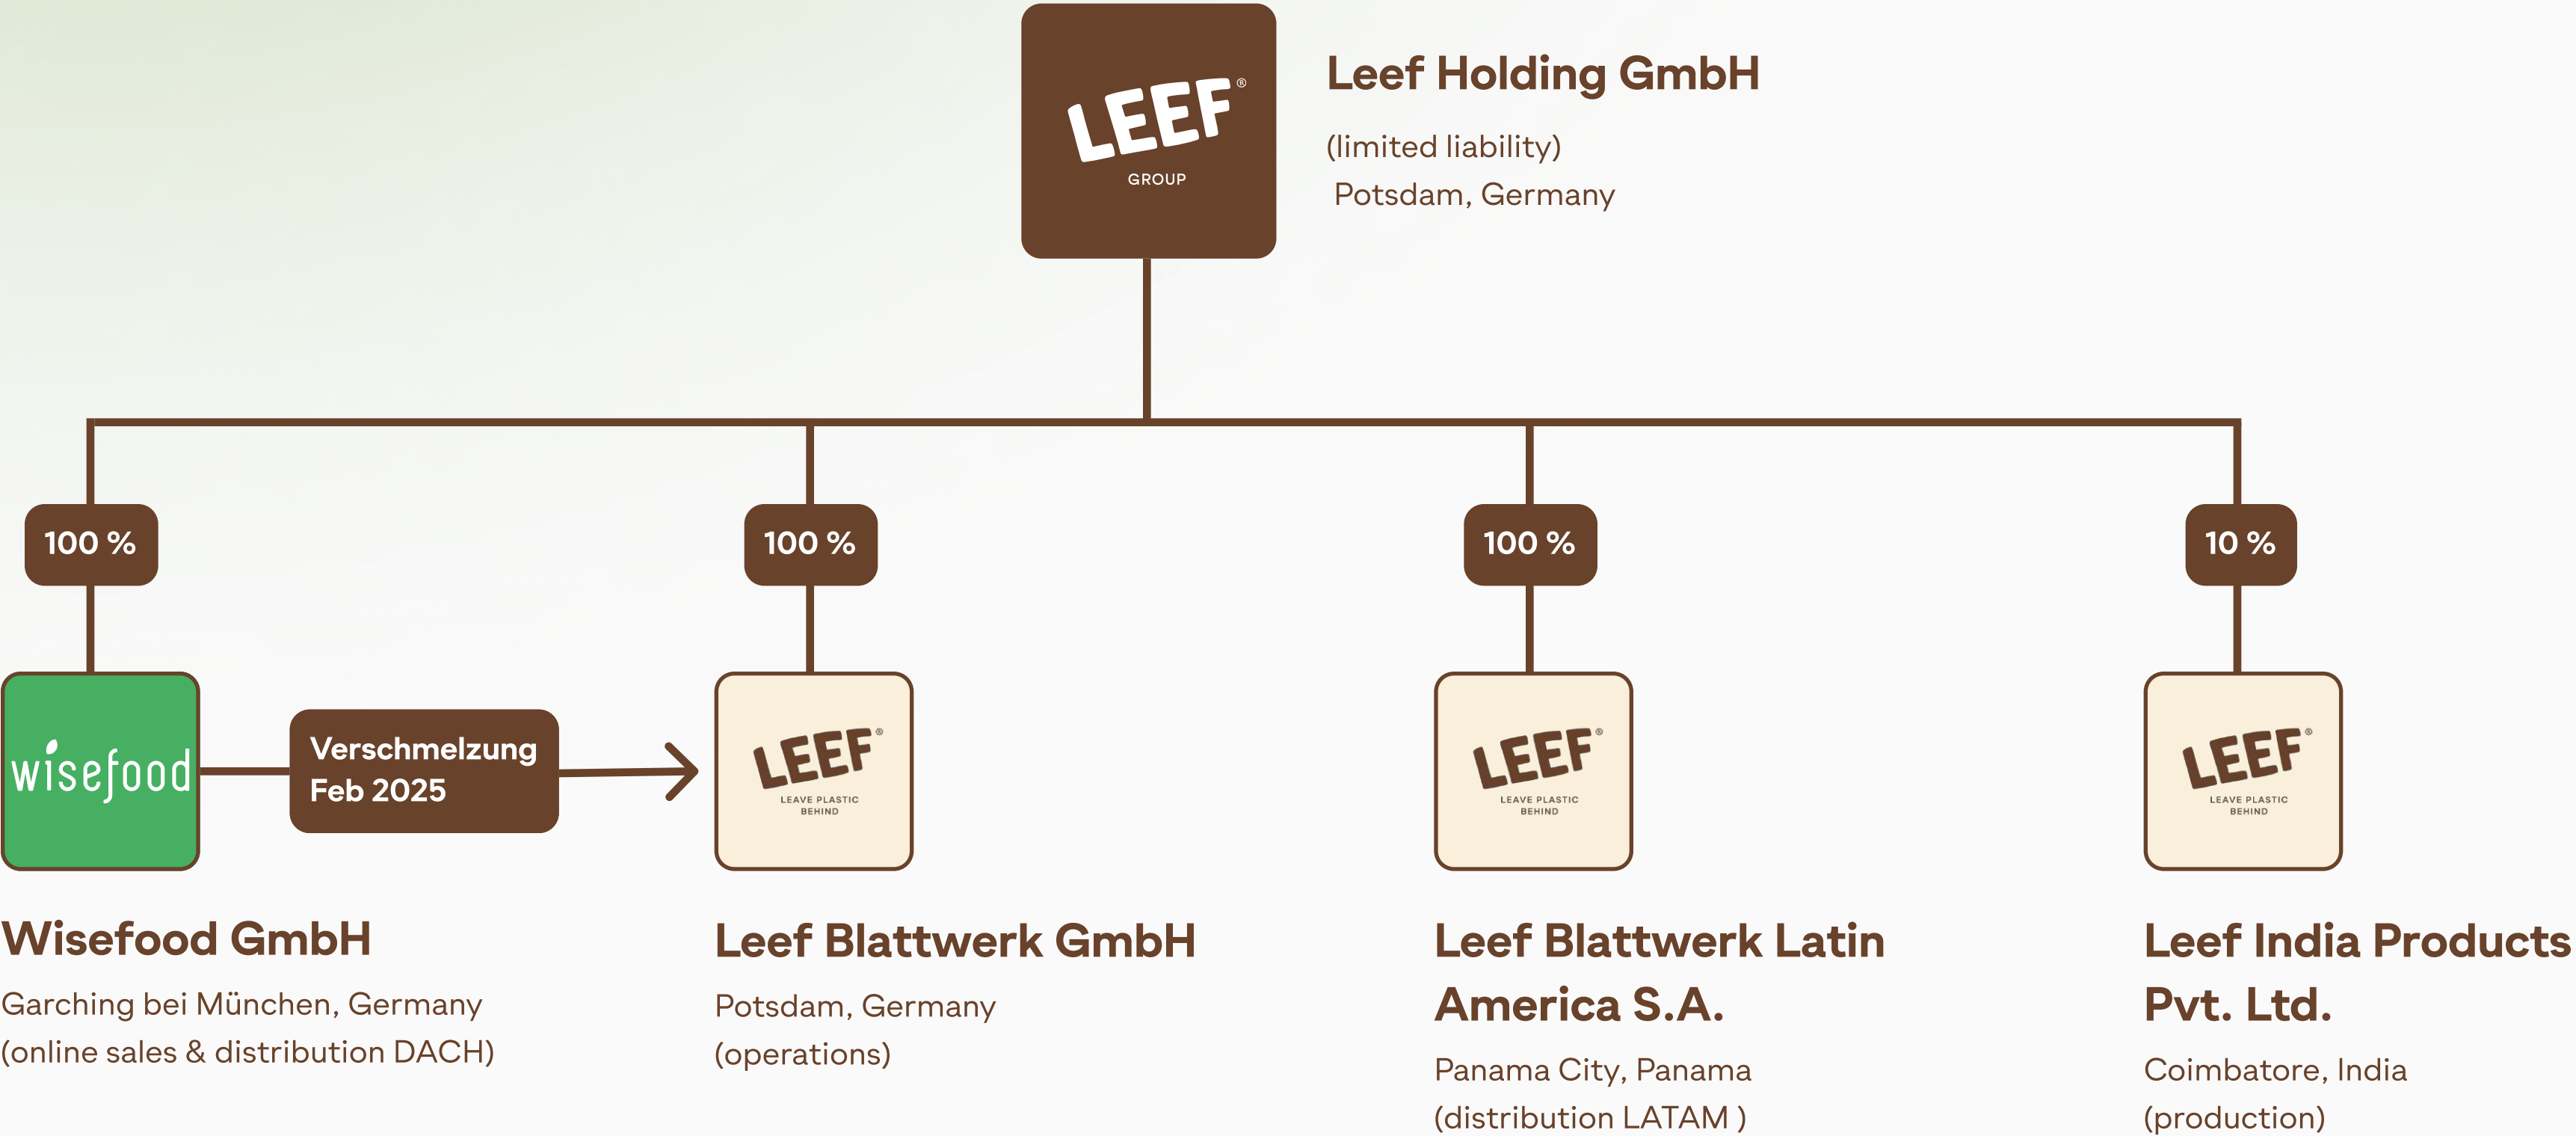 LEEF®
GROUP
Leef Holding GmbH
(limited liability)
Potsdam, Germany
100 %
100 %
100 %
10 %
wisefood
Verschmelzung
Feb 2025
LEEF®
LEAVE PLASTIC
BEHIND
LEEF®
LEAVE PLASTIC
BEHIND
LEEF®
LEAVE PLASTIC
BEHIND
Wisefood GmbH
Garching bei München, Germany
(online sales & distribution DACH)
Leef Blattwerk GmbH
Potsdam, Germany
(operations)
Leef Blattwerk Latin
America S.A.
Panama City, Panama
(distribution LATAM )
Leef India Products
Pvt. Ltd.
Coimbatore, India
(production)